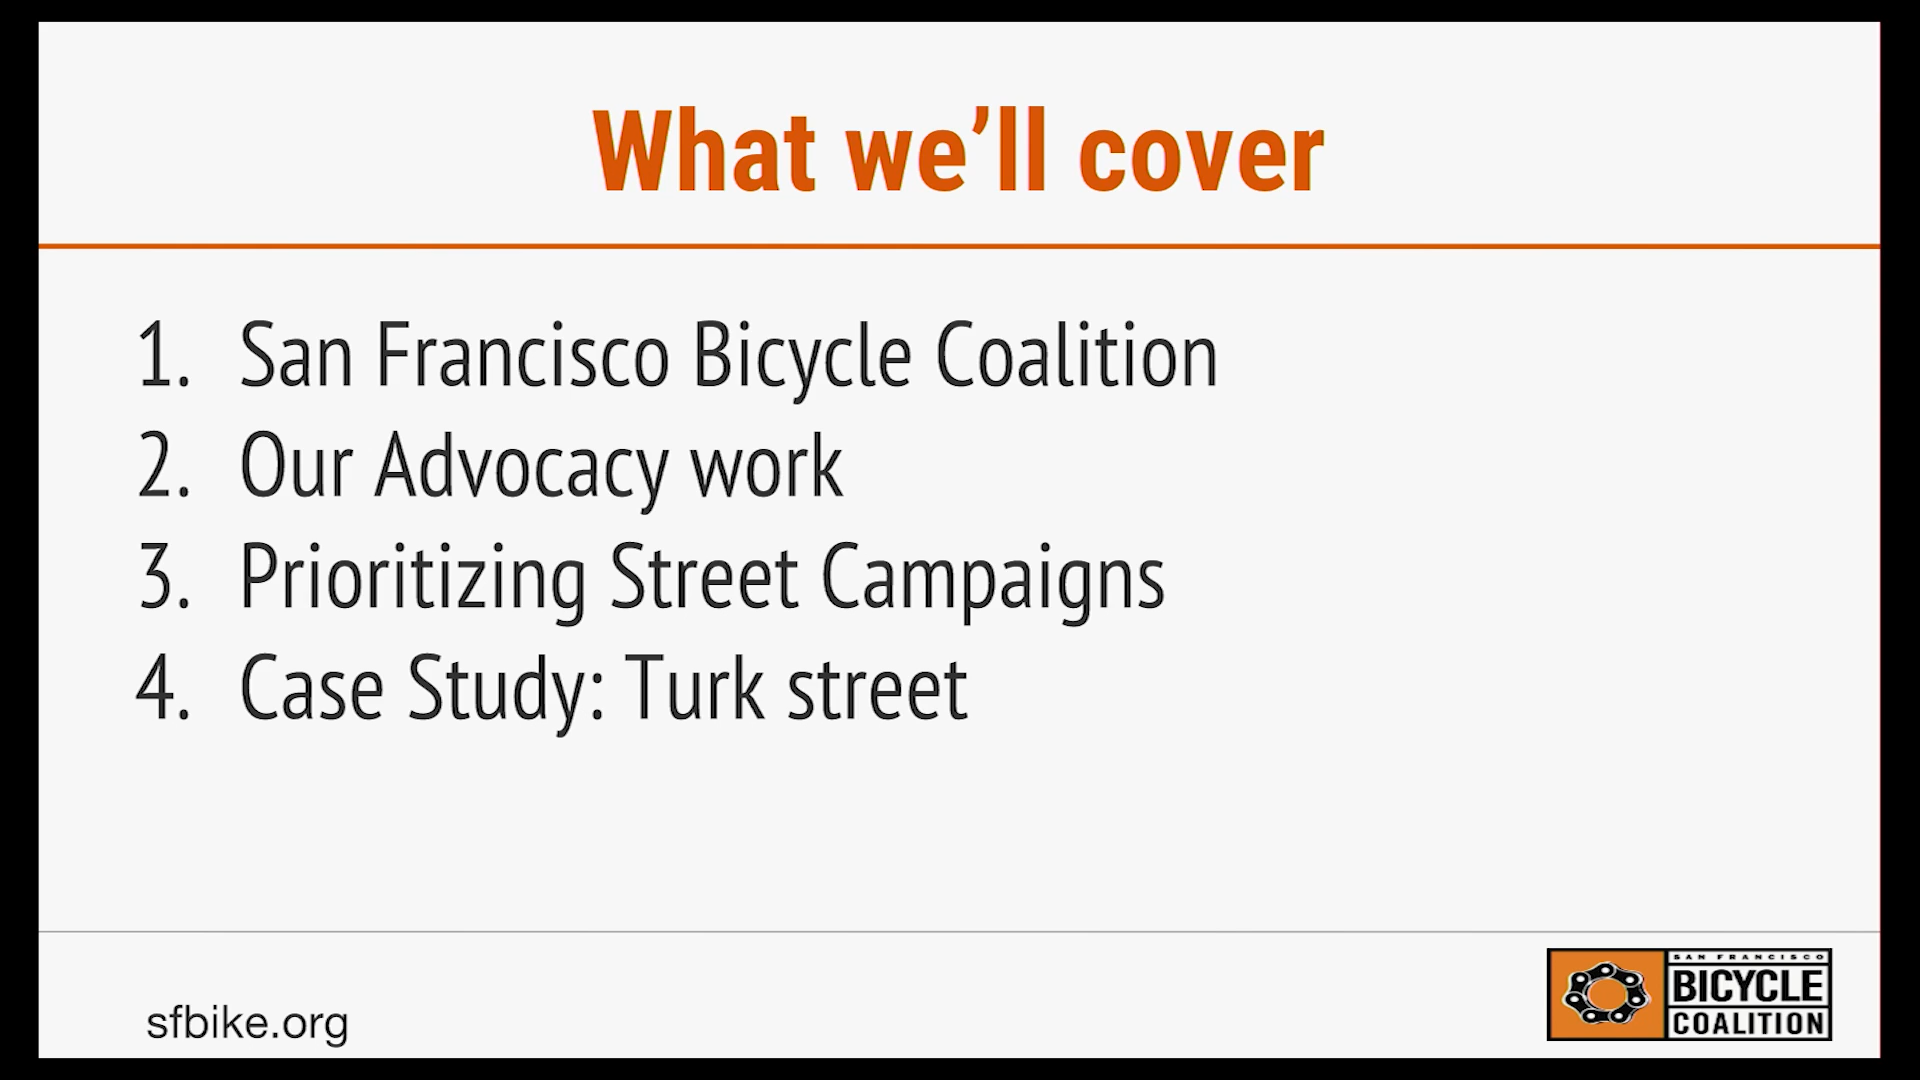 What we’ll cover
1. San Francisco Bicycle Coalition
2. Our Advocacy work
3. Prioritizing Street Campaigns
4. Case Study: Turk street
sfbike.org
SAN FRANCISCO
BICYCLE
COALITION